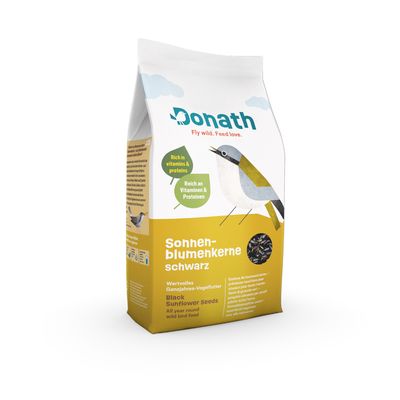 Donath
Fly wild. Feed love.
Rich in
vitamins &
proteins
Reich an
Vitaminen &
Proteinen
Sonnen-
blumenkerne
schwarz
Wertvolles
Ganzjahres-Vogelfutter
Black
Sunflower Seeds
All year round
wild bird food